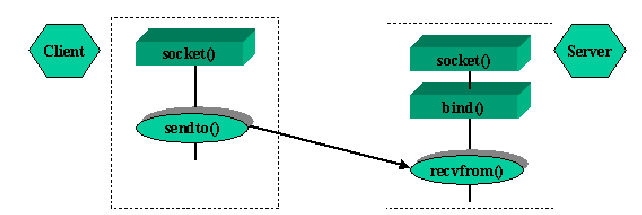 Client
socket()
sendto()
Server
socket()
bind()
recvfrom()